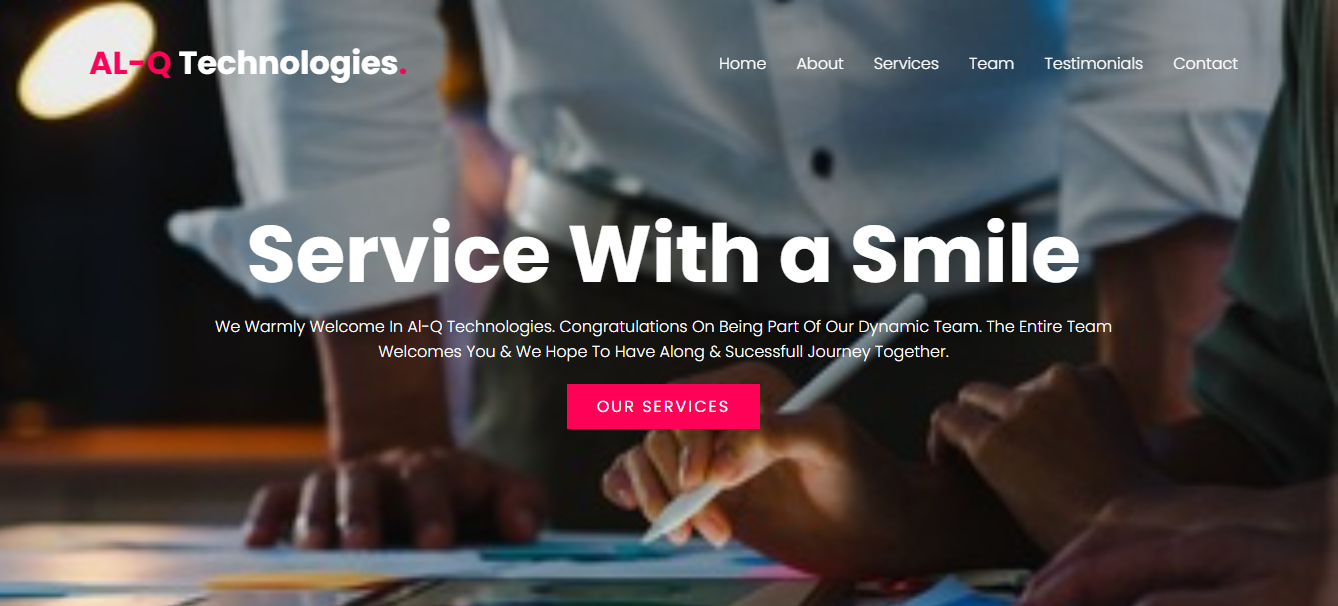 AL-Q Technologies.
Home About Services Team Testimonials Contact
Service With a Smile
We Warmly Welcome In Al-Q Technologies. Congratulations On Being Part Of Our Dynamic Team. The Entire Team
Welcomes You & We Hope To Have Along & Sucessfull Journey Together.
OUR SERVICES